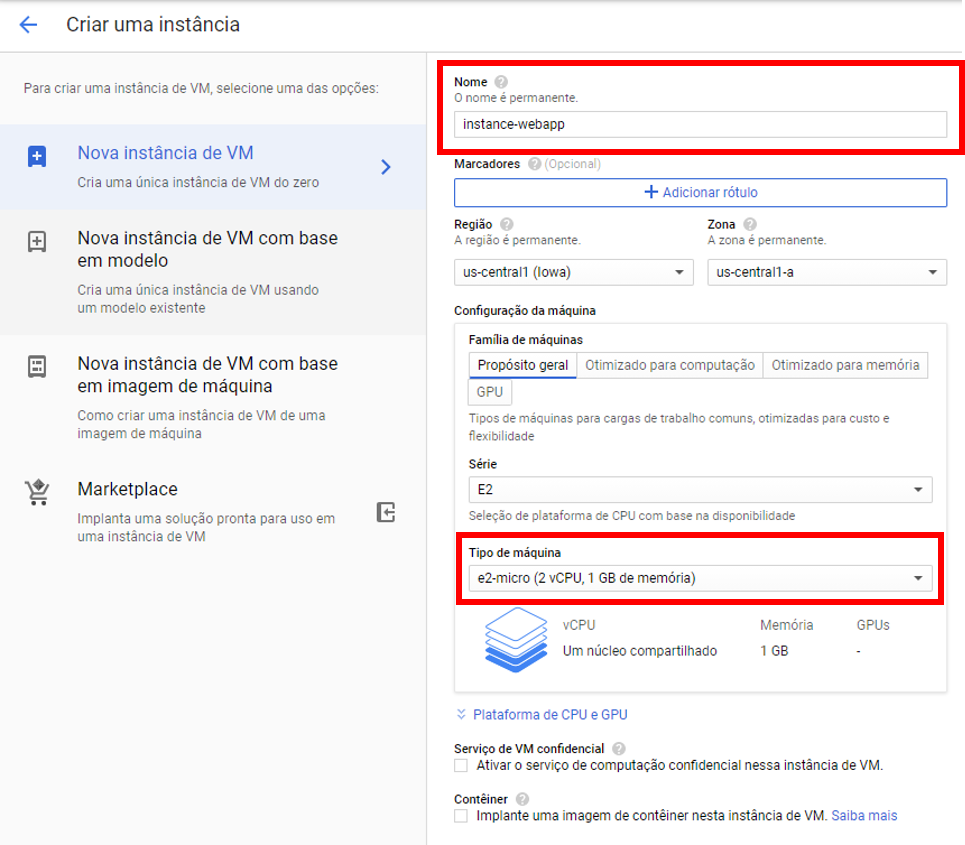 Criar uma instância
Para criar uma instância de VM, selecione uma das opções:
Nova instância de VM
Cria uma única instância de VM do zero
Nova instância de VM com base
em modelo
Cria uma única instância de VM usando
um modelo existente
Nova instância de VM com base
em imagem de máquina
Como criar uma instância de VM de uma
imagem de máquina
Marketplace
Implanta uma solução pronta para uso em
uma instância de VM
Nome ?
O nome é permanente.
instance-webapp
Marcadores ? (Opcional)
+ Adicionar rótulo
Região ?
A região é permanente.
us-central1 (Iowa)
Zona ?
A zona é permanente.
us-central1-a
Configuração da máquina
Família de máquinas
Propósito geral Otimizado para computação Otimizado para memória
GPU
Tipos de máquinas para cargas de trabalho comuns, otimizadas para custo e
flexibilidade
Série
E2
Seleção de plataforma de CPU com base na disponibilidade
Tipo de máquina
e2-micro (2 vCPU, 1 GB de memória)
vCPU Memória GPUs
Um núcleo compartilhado 1 GB -
Plataforma de CPU e GPU
Serviço de VM confidencial ?
Ativar o serviço de computação confidencial nessa instância de VM.
Contêiner ?
Implante uma imagem de contêiner nesta instância de VM. Saiba mais